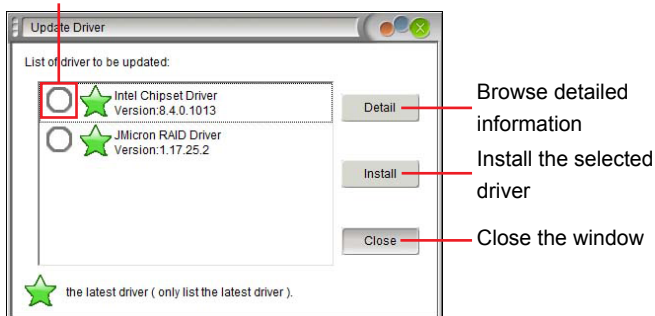 Update Driver
List of driver to be updated:
Intel Chipset Driver
Version:8.4.0.1013
JMicron RAID Driver
Version:1.17.25.2
Detail
Install
Close
the latest driver ( only list the latest driver ).
Browse detailed
information
Install the selected
driver
Close the window